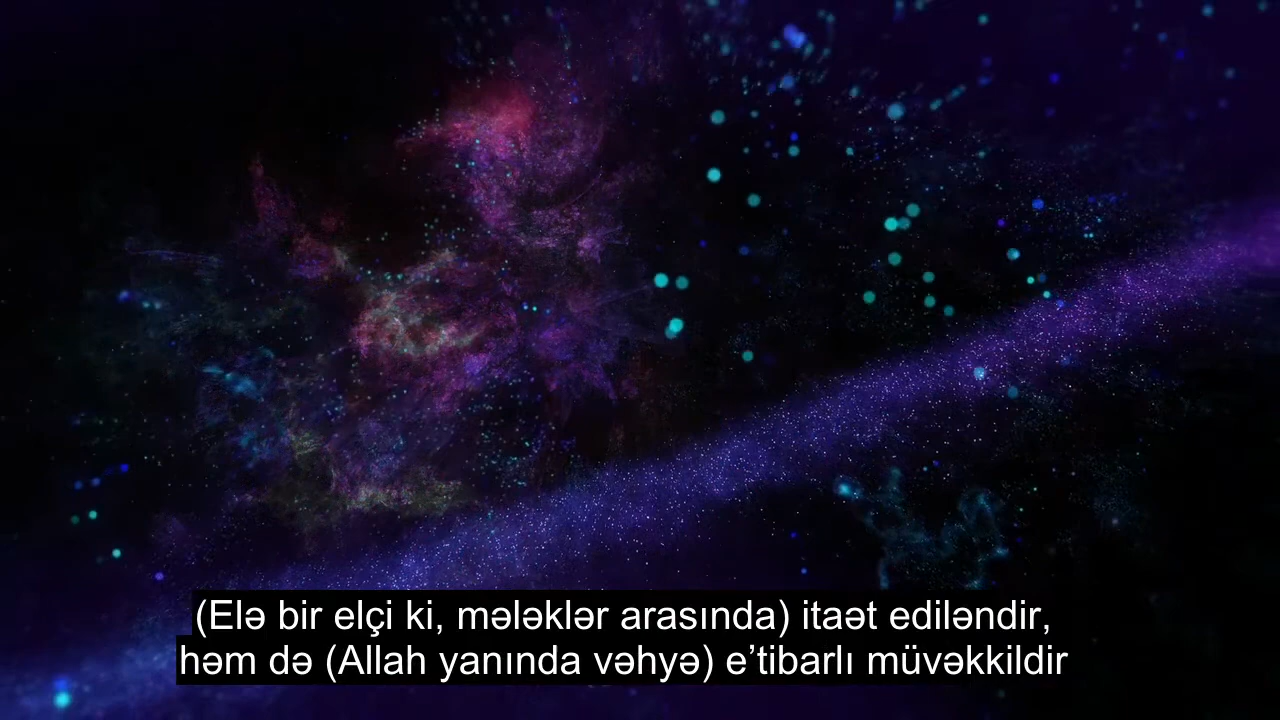 (Elə bir elçi ki, mələklər arasında) itaət ediləndir,
həm də (Allah yanında vəhyə) e’tibarlı müvəkkildir